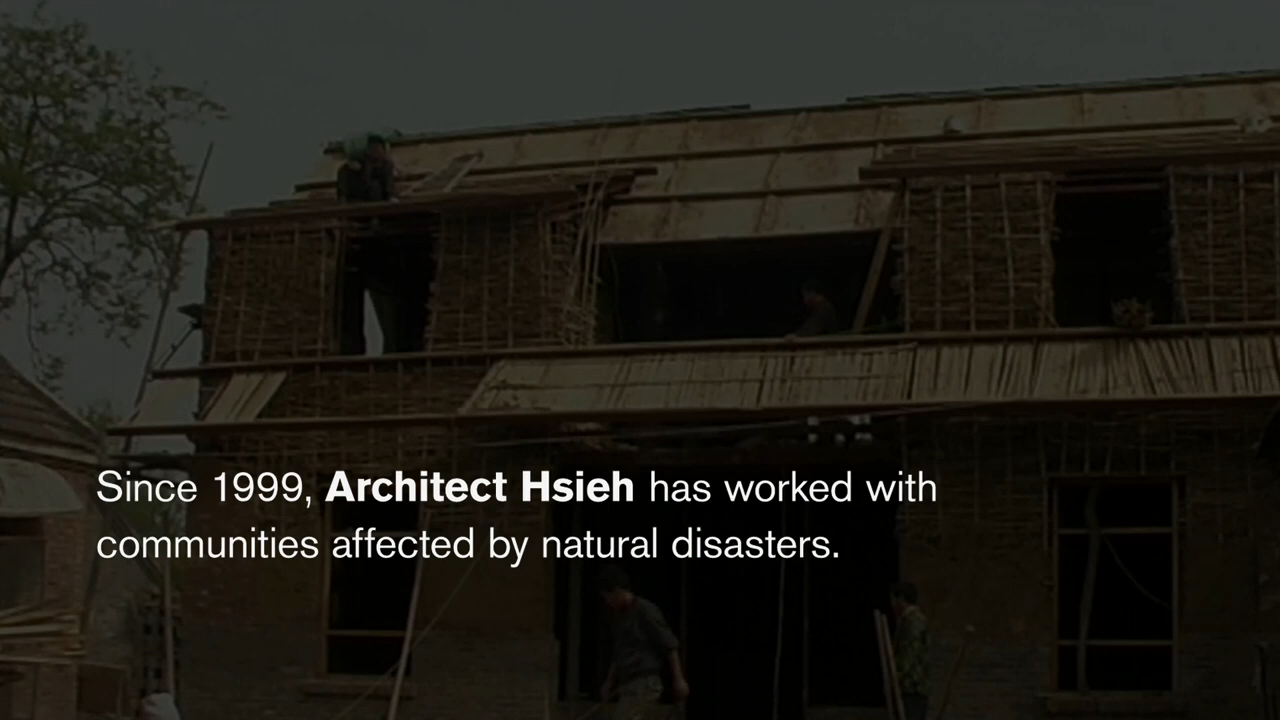 Since 1999, Architect Hsieh has worked with
communities affected by natural disasters.